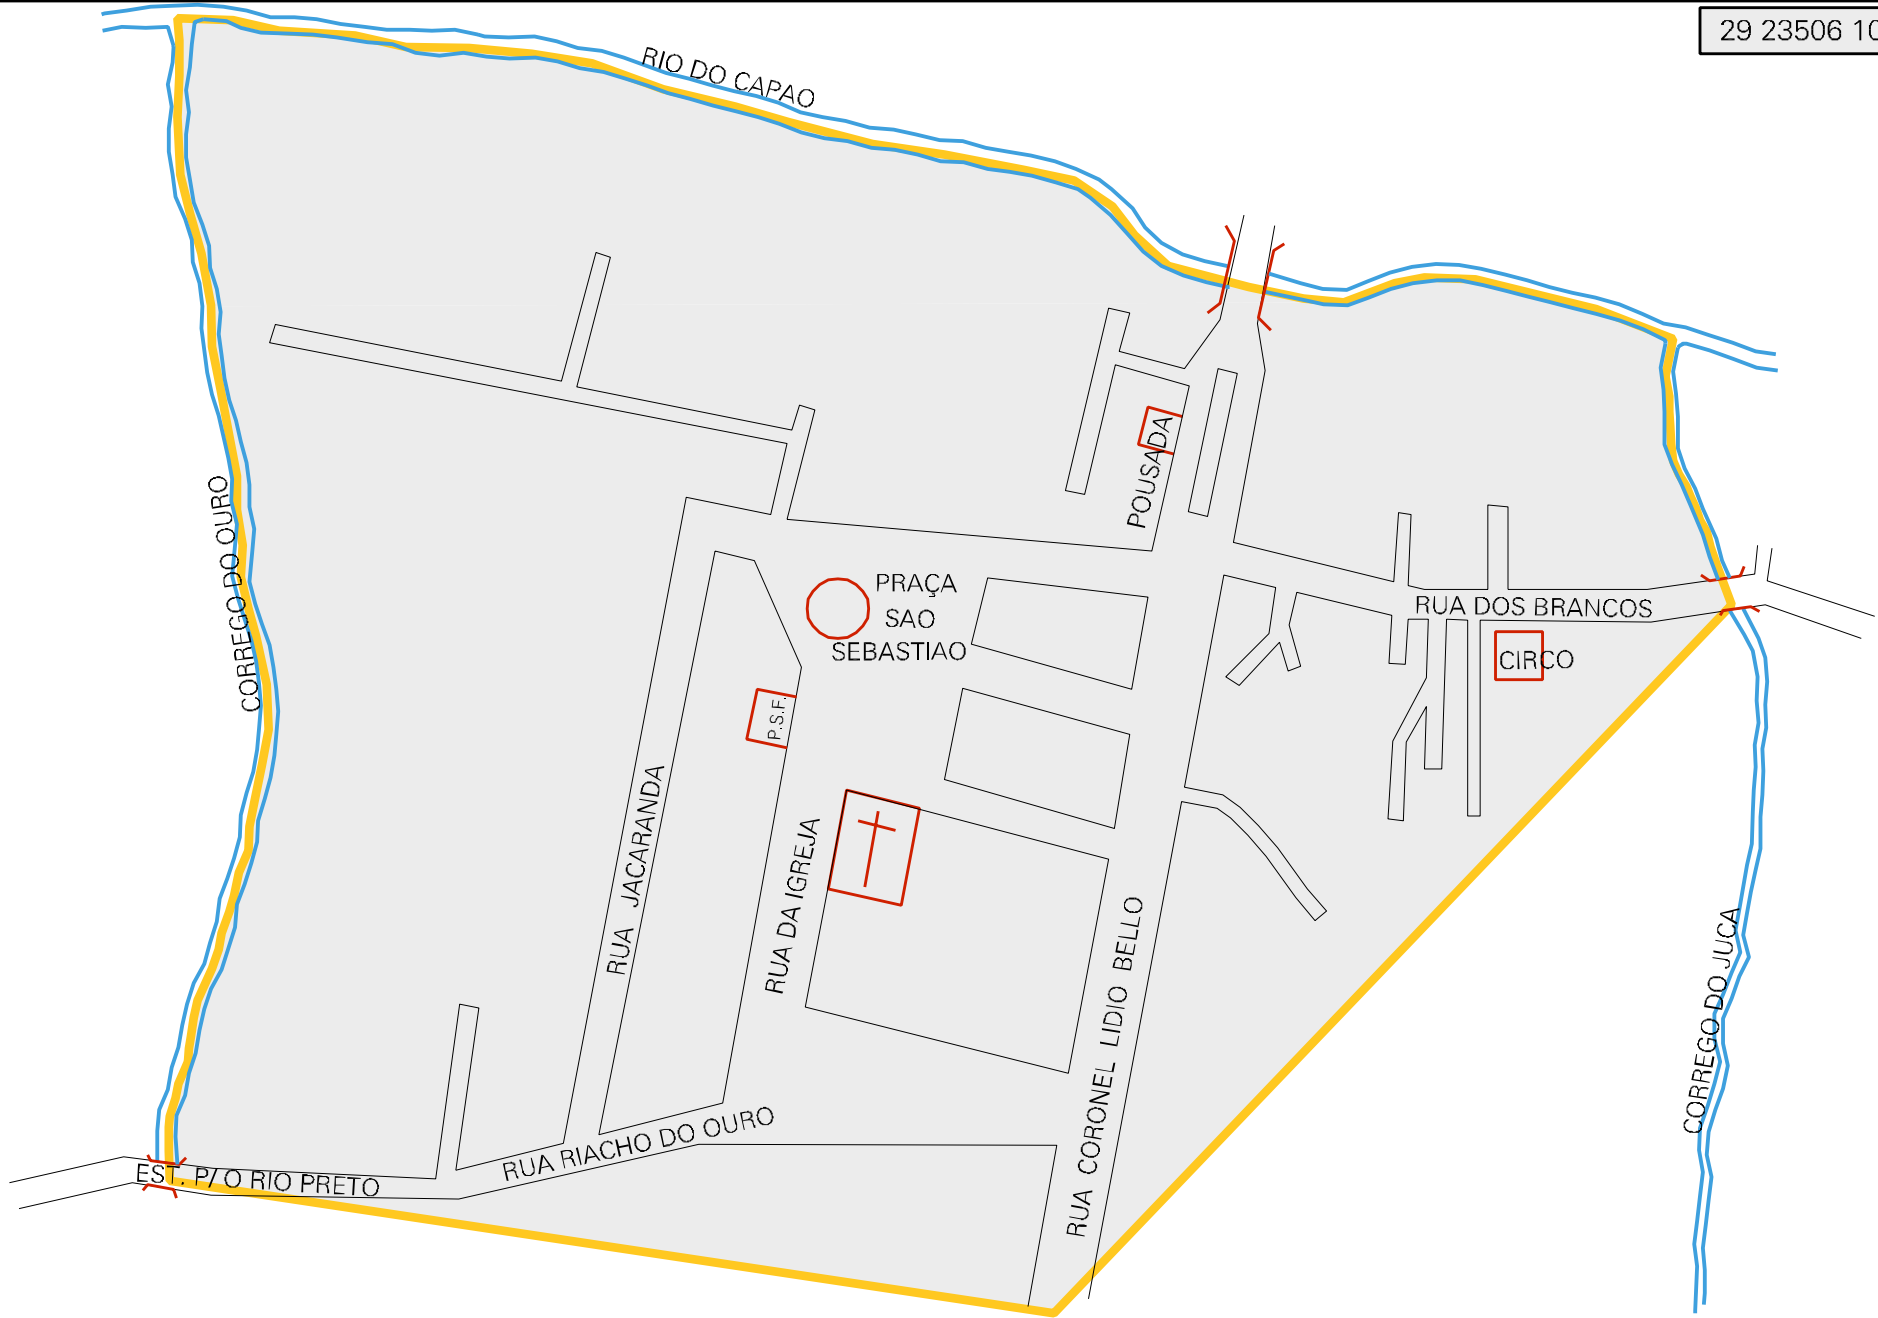 29 23506 10
RIO DO CAPAO
POUSADA
CORREGO DO OURO
PRAÇA
SAO
SEBASTIAO
RUA DOS BRANCOS
CIRCO
P.S.F.
RUA JACARANDA
RUA DA IGREJA
RUA CORONEL LIDIO BELLO
CORREGO DO JUCA
RUA RIACHO DO OURO
EST. P/ O RIO PRETO